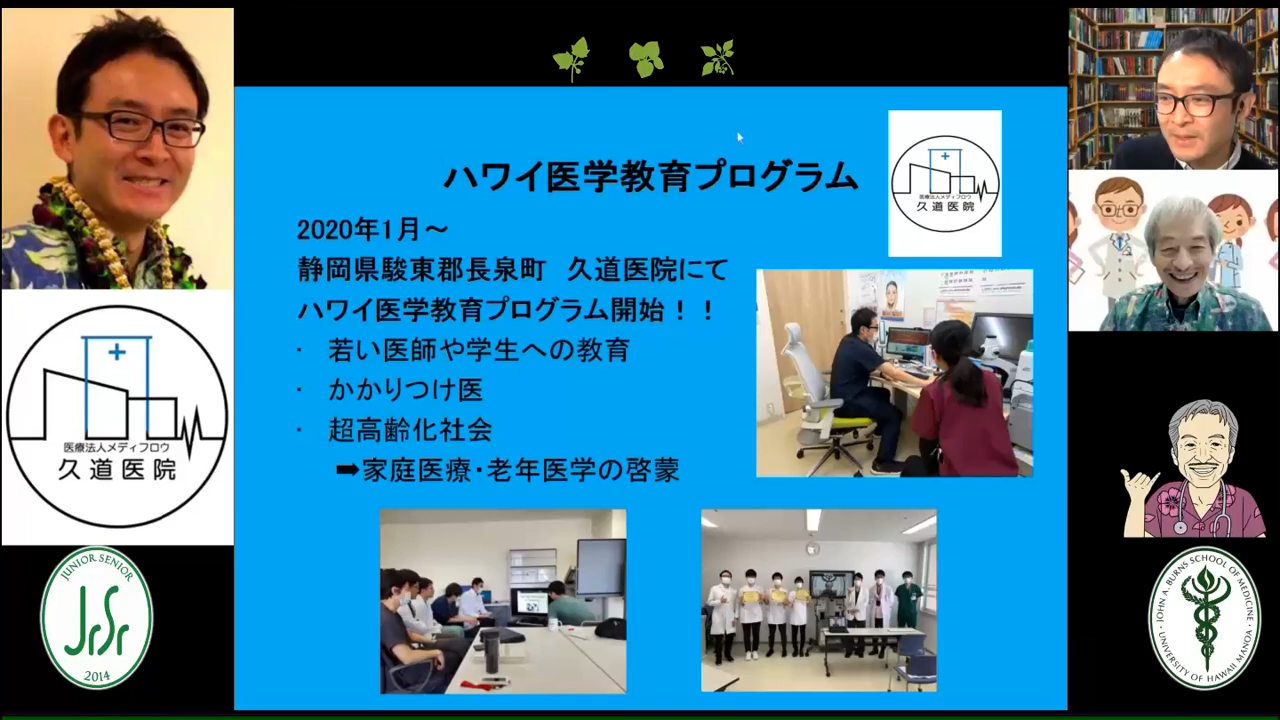 ハワイ医学教育プログラム
医療法人メディフロウ
久道医院
2020年1月～
静岡県駿東郡長泉町　久道医院にて
ハワイ医学教育プログラム開始！！
・ 若い医師や学生への教育
・ かかりつけ医
・ 超高齢化社会
➡家庭医療・老年医学の啓蒙
医療法人メディフロウ
久道医院
JUNIOR SENIOR
JrSr
2014
JOHN A. BURNS SCHOOL OF MEDICINE
UNIVERSITY OF HAWAII MANOA